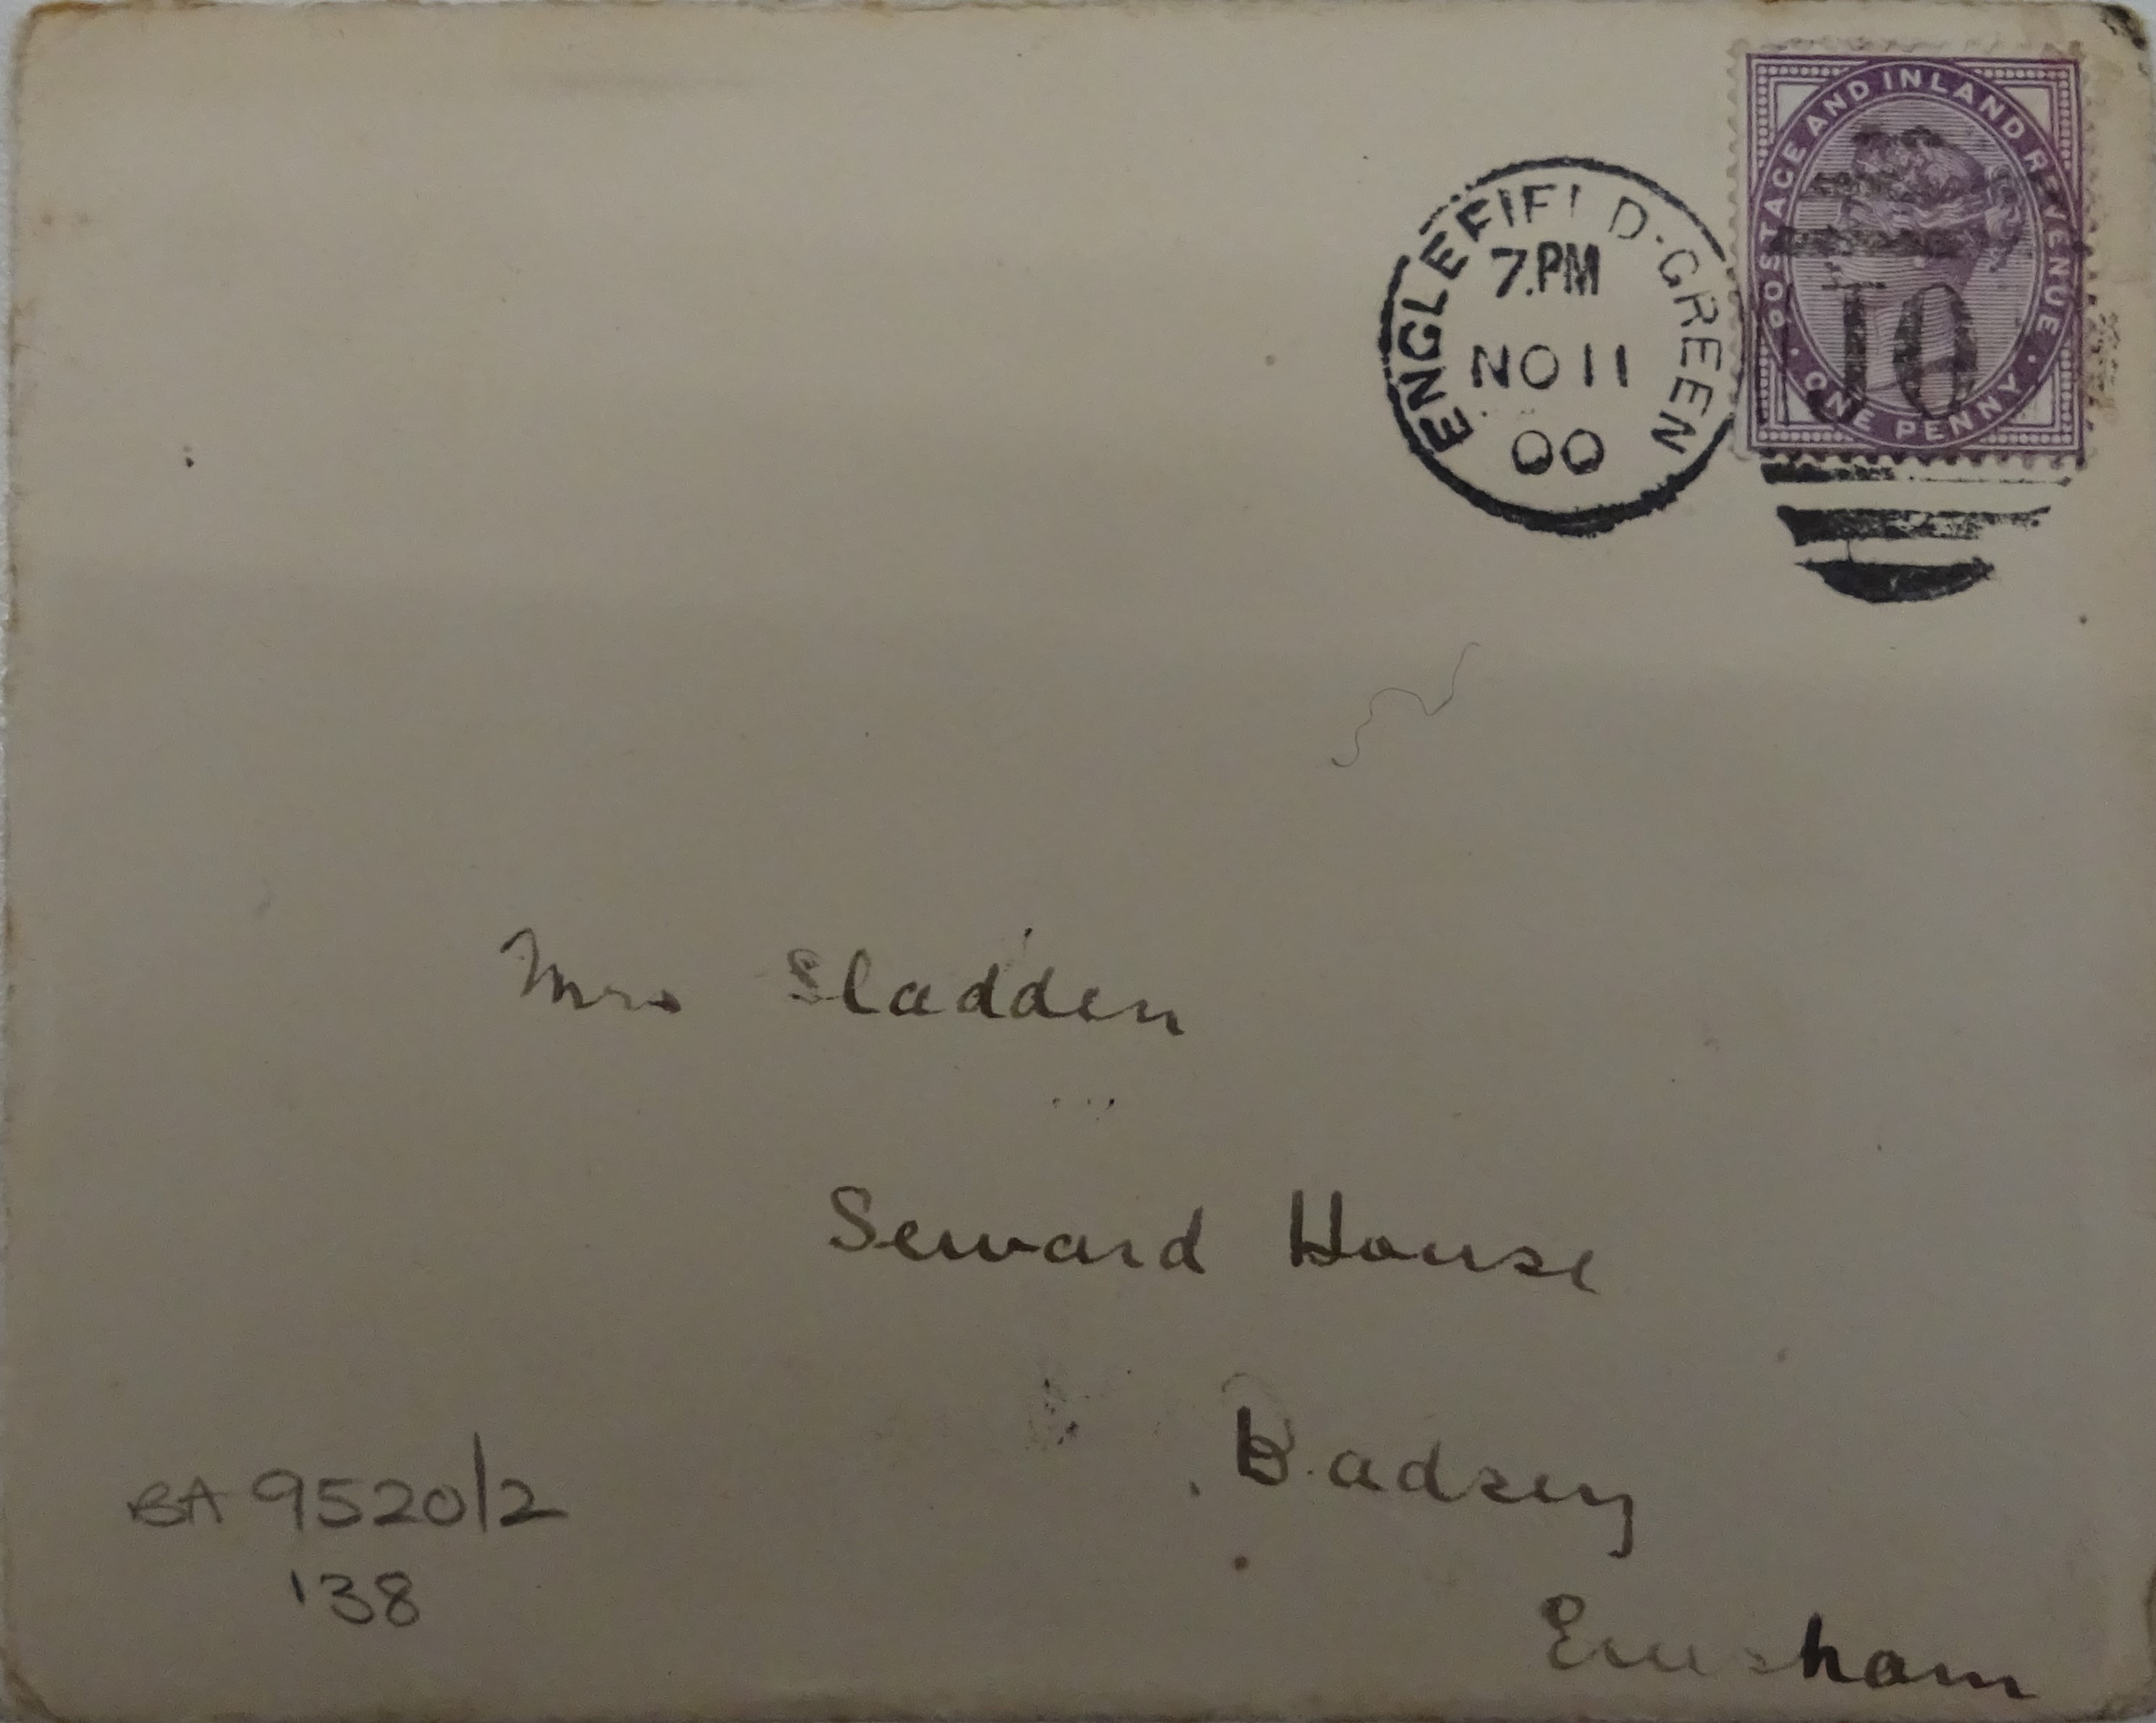 POSTAGE AND INLAND REVENUE
ONE PENNY
ENGLEFIELD-GREEN
7.PM
NO 11
00
Mrs Sladden
Seward House
Badsey
BA 9520/2
138